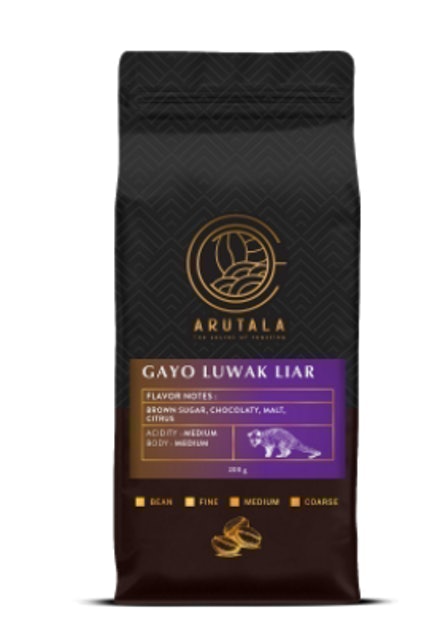 ARUTALA
GAYO LUWAK LIAR
FLAVOR NOTES :
BROWN SUGAR, CHOCOLATY, MALT,
CITRUS
ACIDITY : MEDIUM
BODY : MEDIUM
200 g
BEAN FINE MEDIUM COARSE